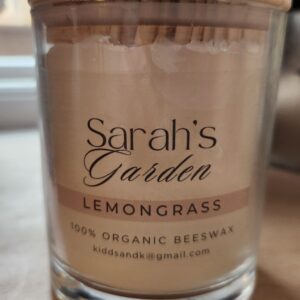 Sarah's
Garden
LEMONGRASS
100% ORGANIC BEESWAX
kiddsandk@gmail.com